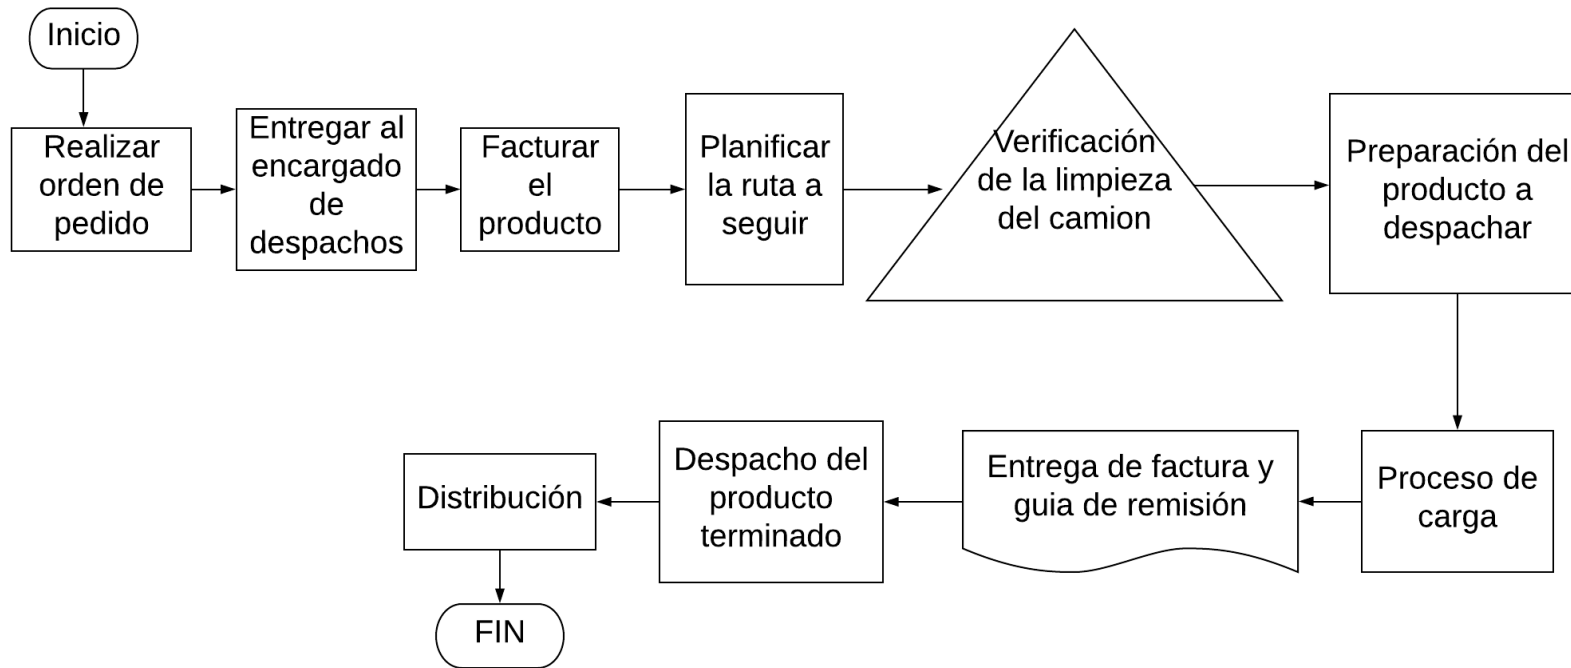 Inicio
Realizar
orden de
pedido
Entregar al
encargado
de
despachos
Facturar
el
producto
Planificar
la ruta a
seguir
Verificación
de la limpieza
del camion
Preparación del
producto a
despachar
Proceso de
carga
Entrega de factura y
guia de remisión
Despacho del
producto
terminado
Distribución
FIN